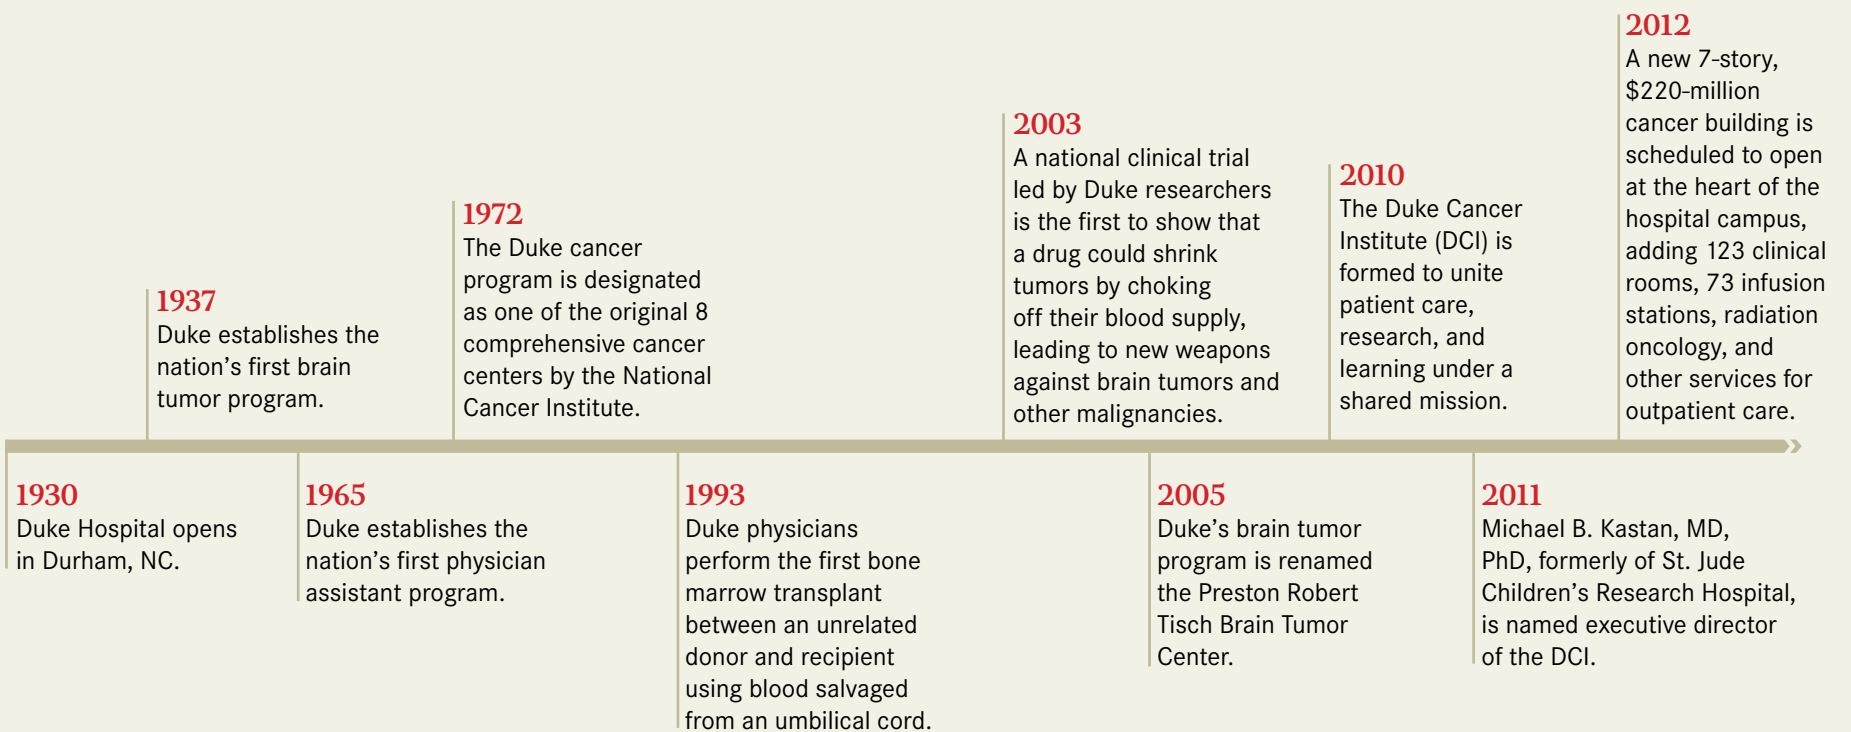 1930
Duke Hospital opens
in Durham, NC.
1937
Duke establishes the
nation’s first brain
tumor program.
1965
Duke establishes the
nation’s first physician
assistant program.
1972
The Duke cancer
program is designated
as one of the original 8
comprehensive cancer
centers by the National
Cancer Institute.
1993
Duke physicians
perform the first bone
marrow transplant
between an unrelated
donor and recipient
using blood salvaged
from an umbilical cord.
2003
A national clinical trial
led by Duke researchers
is the first to show that
a drug could shrink
tumors by choking
off their blood supply,
leading to new weapons
against brain tumors and
other malignancies.
2005
Duke’s brain tumor
program is renamed
the Preston Robert
Tisch Brain Tumor
Center.
2010
The Duke Cancer
Institute (DCI) is
formed to unite
patient care,
research, and
learning under a
shared mission.
2011
Michael B. Kastan, MD,
PhD, formerly of St. Jude
Children’s Research Hospital,
is named executive director
of the DCI.
2012
A new 7-story,
$220-million
cancer building is
scheduled to open
at the heart of the
hospital campus,
adding 123 clinical
rooms, 73 infusion
stations, radiation
oncology, and
other services for
outpatient care.